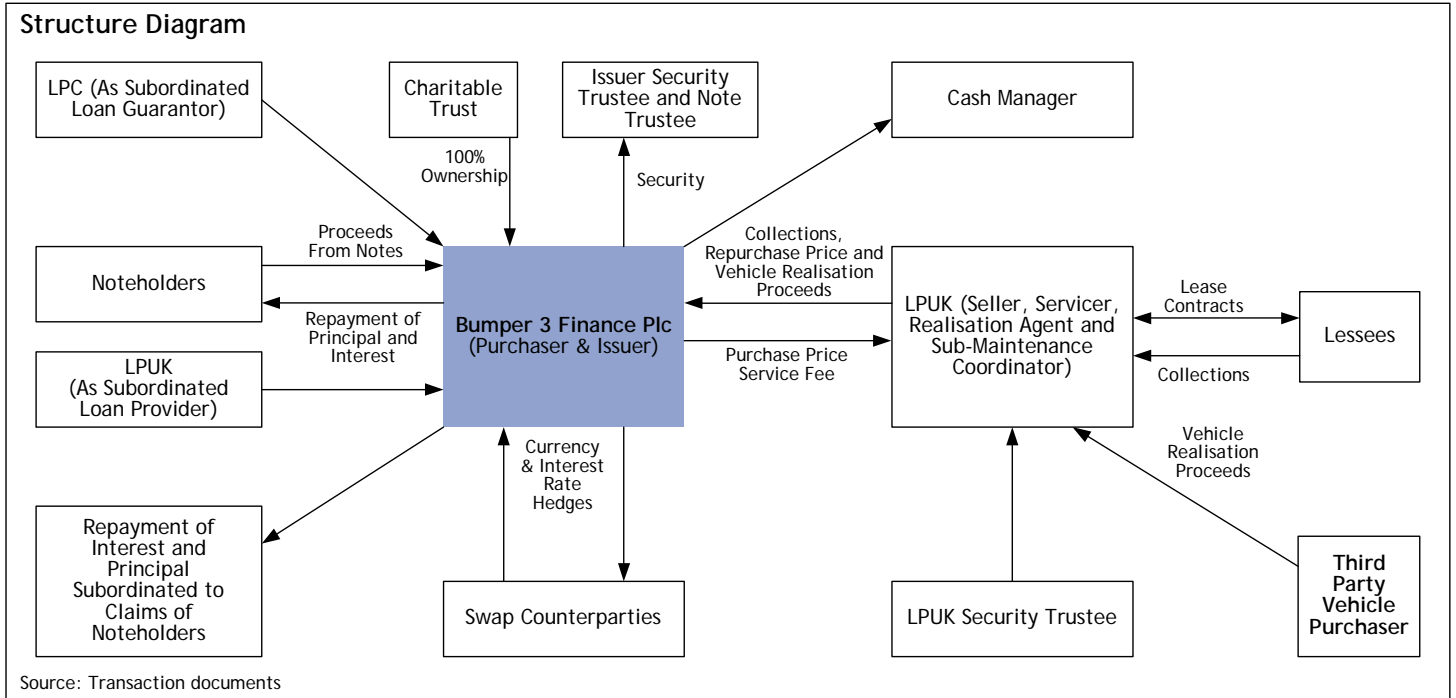 Structure Diagram
LPC (As Subordinated
Loan Guarantor)
Charitable
Trust
Issuer Security
Trustee and Note
Trustee
Cash Manager
100%
Ownership
Security
Noteholders
Proceeds
From Notes
Repayment of
Principal and
Interest
Bumper 3 Finance Plc
(Purchaser & Issuer)
Collections,
Repurchase Price and
Vehicle Realisation
Proceeds
Purchase Price
Service Fee
LPUK (Seller, Servicer,
Realisation Agent and
Sub-Maintenance
Coordinator)
Lease
Contracts
Collections
Lessees
LPUK
(As Subordinated
Loan Provider)
Currency
& Interest
Rate
Hedges
Vehicle
Realisation
Proceeds
Repayment of
Interest and
Principal
Subordinated to
Claims of
Noteholders
Swap Counterparties
LPUK Security Trustee
Third
Party
Vehicle
Purchaser
Source: Transaction documents